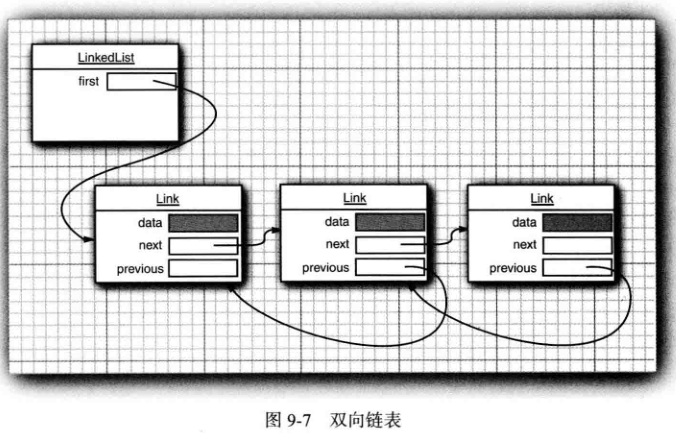 LinkedList
first
Link
data
next
previous
Link
data
next
previous
Link
data
next
previous
图 9-7 双向链表